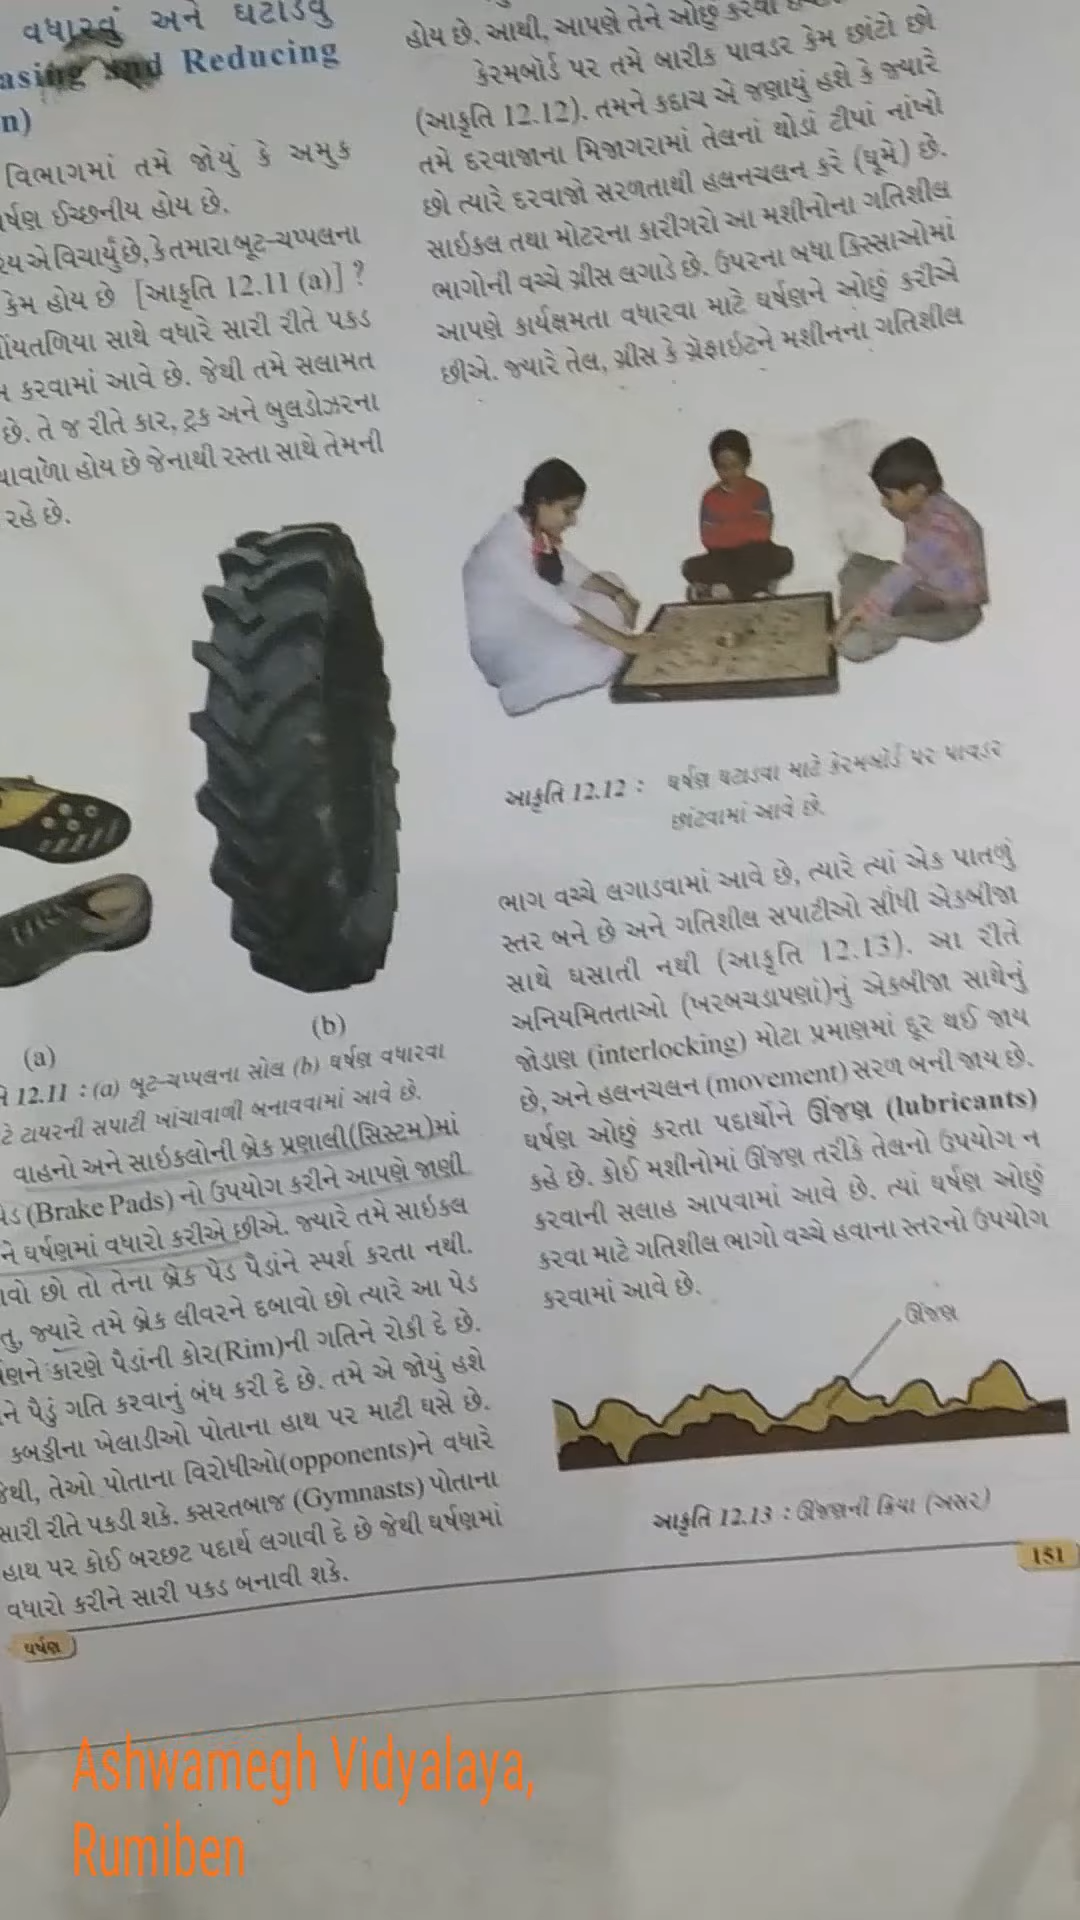 વધારવું અને ઘટાડવું
asing and Reducing
n)
વિભાગમાં તમે જોયું કે અમુક
ર્ષણ ઈચ્છનીય હોય છે.
ય એ વિચાર્યું છે, કે તમારા બૂટ-ચપ્પલના
કેમ હોય છે [આકૃતિ 12.11 (a)] ?
ોંયતળિયા સાથે વધારે સારી રીતે પકડ
કરવામાં આવે છે. જેથી તમે સલામત
છે. તે જ રીતે કાર, ટ્રક અને બુલડોઝરના
ચાવાળા હોય છે જેનાથી રસ્તા સાથે તેમની
રહે છે.
(a)
(b)
12.11 : (a) બૂટ-ચપ્પલના સોલ (b) ઘર્ષણ વધારવા
ટે ટાયરની સપાટી ખાંચાવાળી બનાવવામાં આવે છે.
વાહનો અને સાઇકલોની બ્રેક પ્રણાલી(સિસ્ટમ)માં
પેડ (Brake Pads) નો ઉપયોગ કરીને આપણે જાણી
ને ઘર્ષણમાં વધારો કરીએ છીએ. જ્યારે તમે સાઇકલ
ાવો છો તો તેના બ્રેક પેડ પૈડાંને સ્પર્શ કરતા નથી.
તુ, જ્યારે તમે બ્રેક લીવરને દબાવો છો ત્યારે આ પેડ
ણને કારણે પૈડાંની કોર(Rim)ની ગતિને રોકી દે છે.
ને પૈડું ગતિ કરવાનું બંધ કરી દે છે. તમે એ જોયું હશે
કબડ્ડીના ખેલાડીઓ પોતાના હાથ પર માટી ઘસે છે.
જેથી, તેઓ પોતાના વિરોધીઓ(opponents)ને વધારે
સારી રીતે પકડી શકે. કસરતબાજ (Gymnasts) પોતાના
હાથ પર કોઈ બરછટ પદાર્થ લગાવી દે છે જેથી ઘર્ષણમાં
વધારો કરીને સારી પકડ બનાવી શકે.
હોય છે. આથી, આપણે તેને ઓછું કરવા
કેરમબોર્ડ પર તમે બારીક પાવડર કેમ છાંટો છો
(આકૃતિ 12.12). તમને કદાચ એ જણાયું હશે કે જ્યારે
તમે દરવાજાના મિજાગરામાં તેલનાં થોડાં ટીપાં નાંખો
છો ત્યારે દરવાજો સરળતાથી હલનચલન કરે (ઘૂમે) છે.
સાઇકલ તથા મોટરના કારીગરો આ મશીનોના ગતિશીલ
ભાગોની વચ્ચે ગ્રીસ લગાડે છે. ઉપરના બધા કિસ્સાઓમાં
આપણે કાર્યક્ષમતા વધારવા માટે ઘર્ષણને ઓછું કરીએ
છીએ. જ્યારે તેલ, ગ્રીસ કે ગ્રૅફાઇટને મશીનના ગતિશીલ
આકૃતિ 12.12 : ઘર્ષણ ઘટાડવા માટે કેરમબોર્ડ પર પાવડર
છાંટવામાં આવે છે.
ભાગ વચ્ચે લગાડવામાં આવે છે, ત્યારે ત્યાં એક પાતળું
સ્તર બને છે અને ગતિશીલ સપાટીઓ સીધી એકબીજા
સાથે ઘસાતી નથી (આકૃતિ 12.13). આ રીતે
અનિયમિતતાઓ (ખરબચડાપણાં)નું એકબીજા સાથેનું
જોડાણ (interlocking) મોટા પ્રમાણમાં દૂર થઈ જાય
છે, અને હલનચલન (movement) સરળ બની જાય છે.
ઘર્ષણ ઓછું કરતા પદાર્થોને ઊંજણ (lubricants)
કહે છે. કોઈ મશીનોમાં ઊંજણ તરીકે તેલનો ઉપયોગ ન
કરવાની સલાહ આપવામાં આવે છે. ત્યાં ઘર્ષણ ઓછું
કરવા માટે ગતિશીલ ભાગો વચ્ચે હવાના સ્તરનો ઉપયોગ
કરવામાં આવે છે.
ઊંજણ
આકૃતિ 12.13 : ઊંજણની ક્રિયા (અસર)
151
ઘર્ષણ
Ashwamegh Vidyalaya,
Rumiben